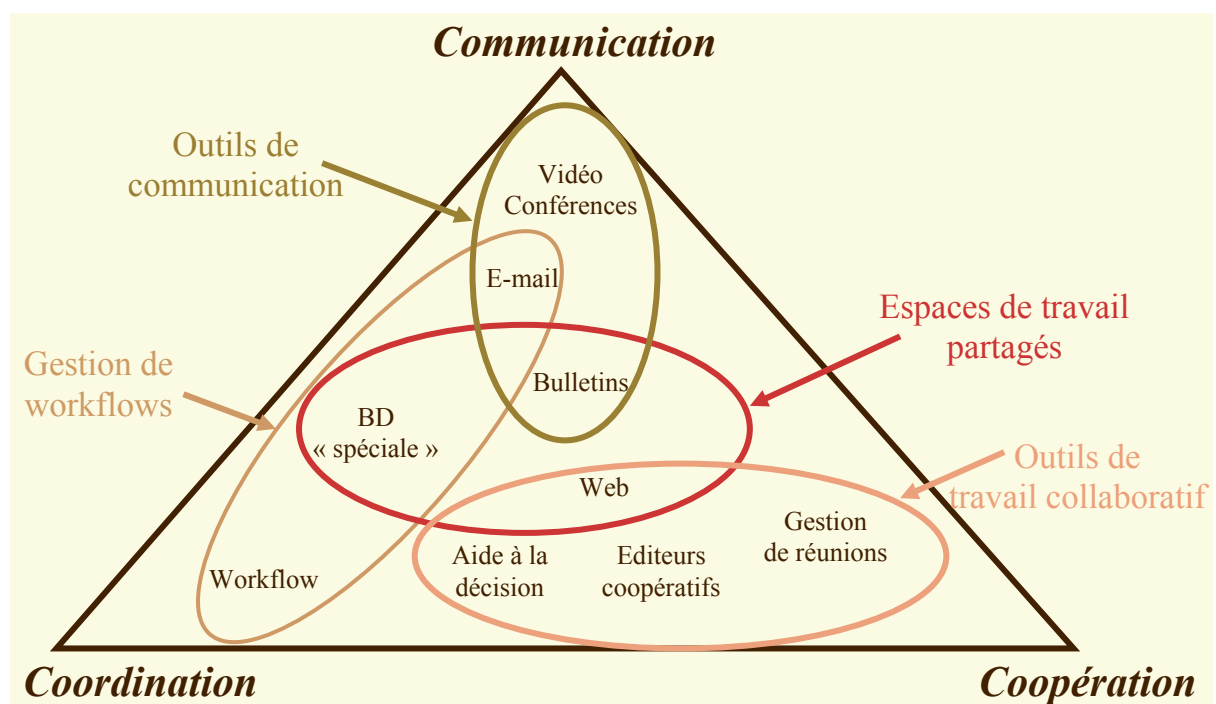 Communication
Outils de
communication
Vidéo
Conférences
E-mail
Espaces de travail
partagés
Gestion de
workflows
Bulletins
BD
« spéciale »
Outils de
travail collaboratif
Web
Gestion
de réunions
Aide à la
décision
Editeurs
coopératifs
Workflow
Coordination
Coopération